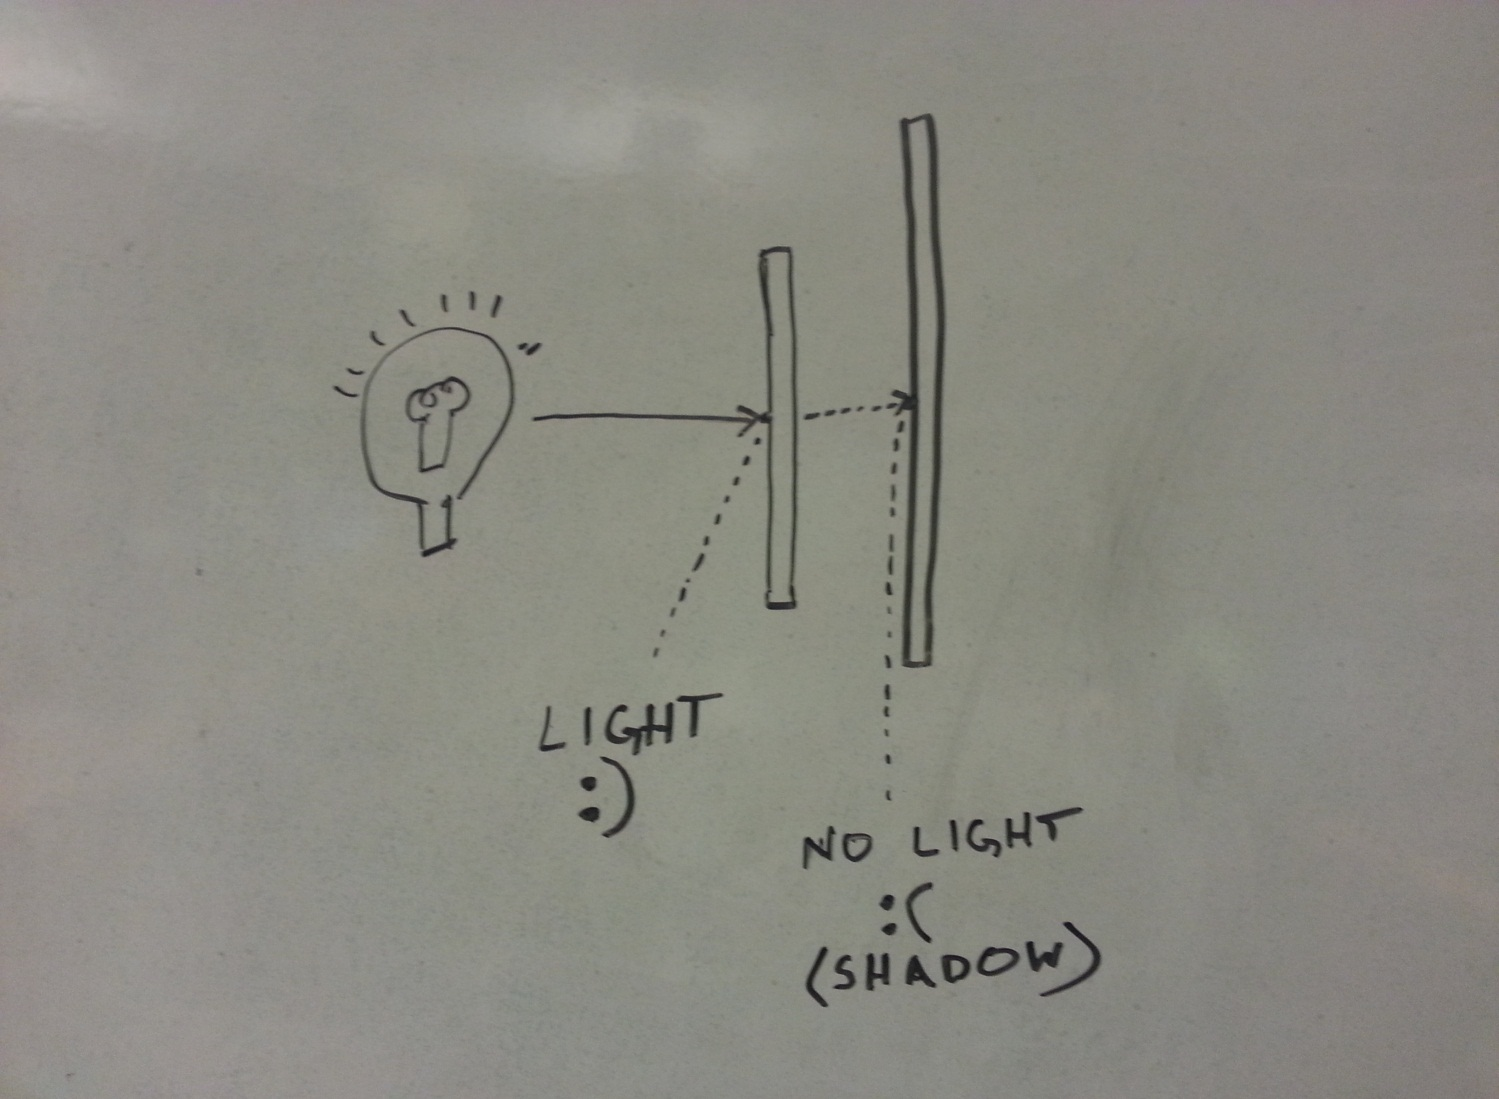 LIGHT
:)
NO LIGHT
:(
(SHADOW)